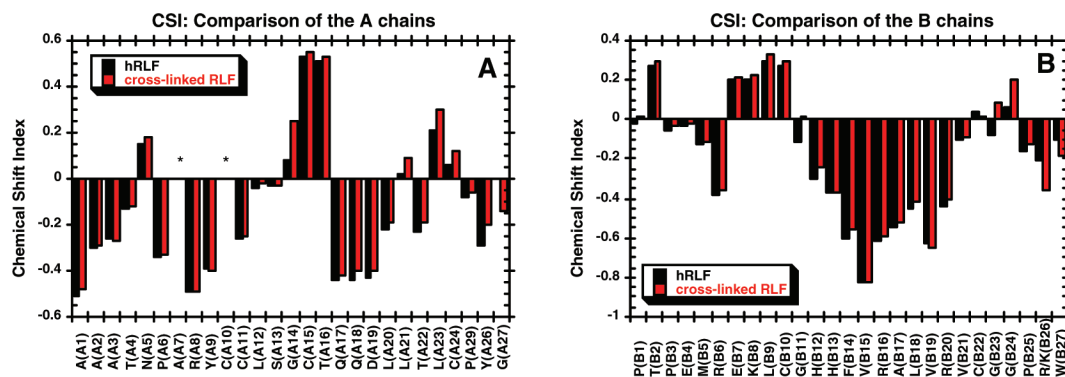 CSI: Comparison of the A chains
Chemical Shift Index
0.6
0.4
0.2
0
-0.2
-0.4
-0.6
hRLF
cross-linked RLF
A
*
*
A(A1)
A(A2)
A(A3)
T(A4)
N(A5)
P(A6)
A(A7)
R(A8)
Y(A9)
C(A10)
C(A11)
L(A12)
S(A13)
G(A14)
C(A15)
T(A16)
Q(A17)
Q(A18)
D(A19)
L(A20)
L(A21)
T(A22)
L(A23)
C(A24)
P(A29)
Y(A26)
G(A27)
CSI: Comparison of the B chains
Chemical Shift Index
0.4
0.2
0
-0.2
-0.4
-0.6
-0.8
-1
B
hRLF
cross-linked RLF
P(B1)
T(B2)
P(B3)
E(B4)
M(B5)
R(B6)
E(B7)
K(B8)
L(B9)
C(B10)
G(B11)
H(B12)
H(B13)
F(B14)
V(B15)
R(B16)
A(B17)
L(B18)
V(B19)
R(B20)
V(B21)
C(B22)
G(B23)
G(B24)
P(B25)
R/K(B26)
W(B27)